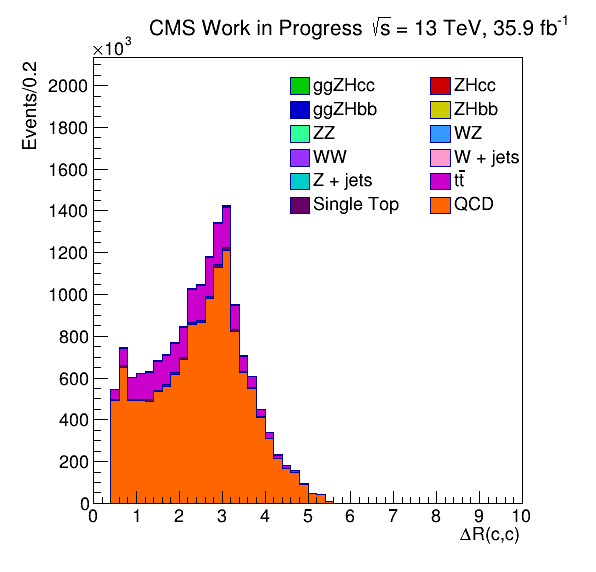 CMS Work in Progress √s = 13 TeV, 35.9 fb⁻¹
×10³
Events/0.2
2000
1800
1600
1400
1200
1000
800
600
400
200
0
ggZHcc ZHcc
ggZHbb ZHbb
ZZ WZ
WW W + jets
Z + jets tt̄
Single Top QCD
0 1 2 3 4 5 6 7 8 9 10
ΔR(c,c)